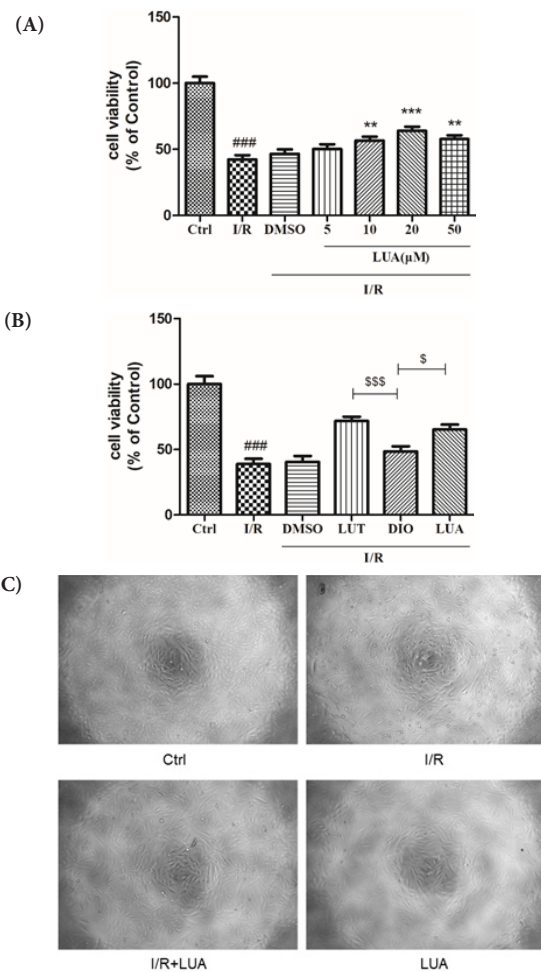 (A)
150
100
50
0
cell viability
(% of Control)
###
**
***
**
Ctrl I/R DMSO 5 10 20 50
LUA(µM)
I/R
(B)
150
100
50
0
cell viability
(% of Control)
###
$$$
$
Ctrl I/R DMSO LUT DIO LUA
I/R
C)
Ctrl I/R
I/R+LUA LUA